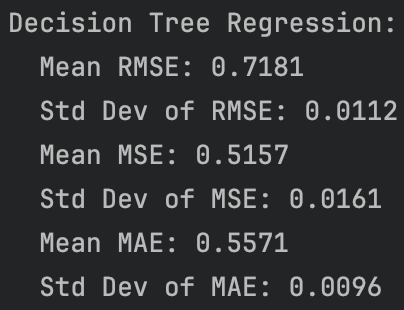 Decision Tree Regression:
Mean RMSE: 0.7181
Std Dev of RMSE: 0.0112
Mean MSE: 0.5157
Std Dev of MSE: 0.0161
Mean MAE: 0.5571
Std Dev of MAE: 0.0096